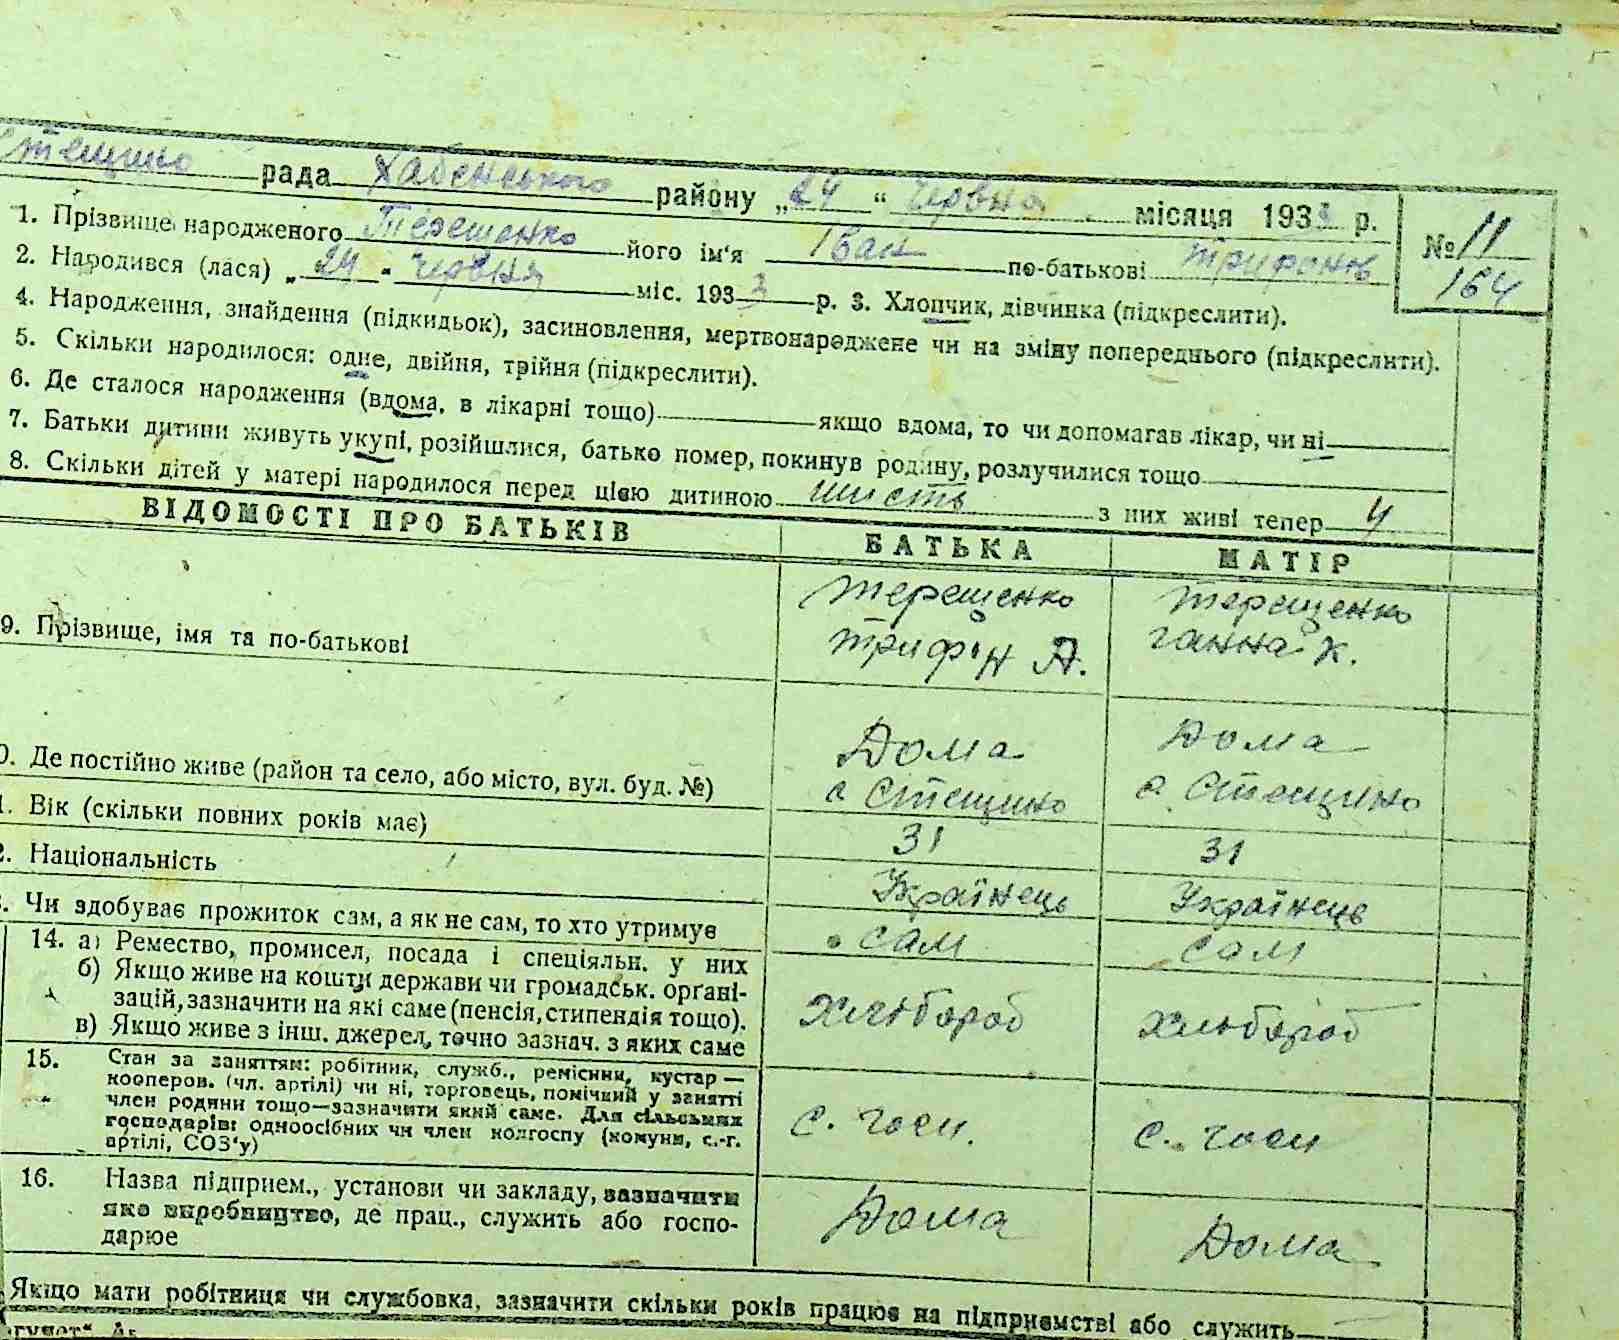 Стещино рада Хабенського району „24“ червня місяця 1933 р.
№ 11
164
1. Прізвище народженого Терещенко його ім'я Іван по-батькові Трифонів
2. Народився (лася) „24" червня міс. 1933 р. 3. Хлопчик, дівчинка (підкреслити).
4. Народження, знайдення (підкидьок), засиновлення, мертвонароджене чи на зміну попереднього (підкреслити).
5. Скільки народилося: одне, двійня, трійня (підкреслити).
6. Де сталося народження (вдома, в лікарні тощо) якщо вдома, то чи допомагав лікар, чи ні
7. Батьки дитини живуть укупі, розійшлися, батько помер, покинув родину, розлучилися тощо
8. Скільки дітей у матері народилося перед цією дитиною шість з них живі тепер 4
ВІДОМОСТІ ПРО БАТЬКІВ БАТЬКА МАТІР
9. Прізвище, імя та по-батькові
Терещенко
Трифін А.
Терещенко
Ганна К.
0. Де постійно живе (район та село, або місто, вул. буд. №)
Дома
с Стещино
Дома
с. Стещино
1. Вік (скільки повних років має) 31 31
2. Національність Українець Українець
3. Чи здобуває прожиток сам, а як не сам, то хто утримує сам сам
14. а) Ремество, промисел, посада і спеціяльн. у них
б) Якщо живе на кошти держави чи громадськ. органі-
зацій, зазначити на які саме (пенсія, стипендія тощо).
в) Якщо живе з інш. джерел, точно зазнач. з яких саме
хлібороб хлібороб
15. Стан за заняттям: робітник, служб., ремісник, кустар —
кооперов. (чл. артілі) чи ні, торговець, помічний у занятті
член родини тощо—зазначити який саме. Для сільських
господарів: одноосібних чи член колгоспу (комуни, с.-г.
артілі, СОЗ'у)
с. госп. с. госп
16. Назва підприєм., установи чи закладу, зазначити
яке виробництво, де прац., служить або госпо-
дарює
Дома Дома
Якщо мати робітниця чи службовка, зазначити скільки років працює на підприємстві або служить